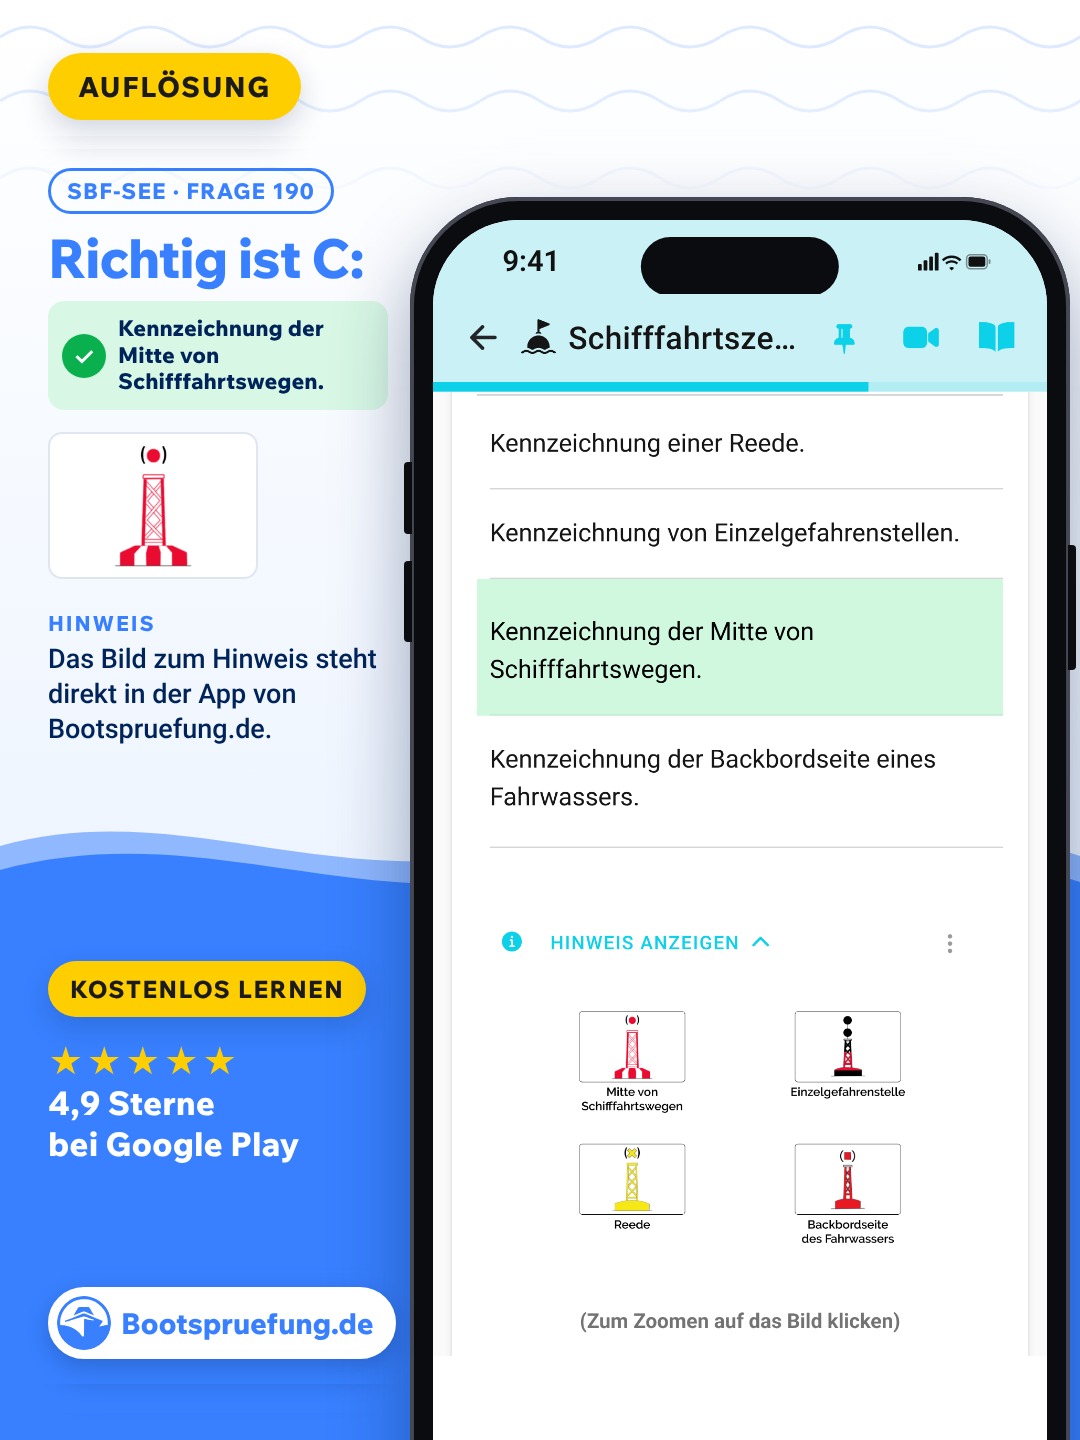 AUFLÖSUNG
SBF-SEE · FRAGE 190
Richtig ist C:
Kennzeichnung der
Mitte von
Schifffahrtswegen.
HINWEIS
Das Bild zum Hinweis steht
direkt in der App von
Bootspruefung.de.
KOSTENLOS LERNEN
4,9 Sterne
bei Google Play
Bootspruefung.de
9:41
Schifffahrtsze...
Kennzeichnung einer Reede.
Kennzeichnung von Einzelgefahrenstellen.
Kennzeichnung der Mitte von
Schifffahrtswegen.
Kennzeichnung der Backbordseite eines
Fahrwassers.
HINWEIS ANZEIGEN
Mitte von
Schifffahrtswegen
Einzelgefahrenstelle
Reede
Backbordseite
des Fahrwassers
(Zum Zoomen auf das Bild klicken)